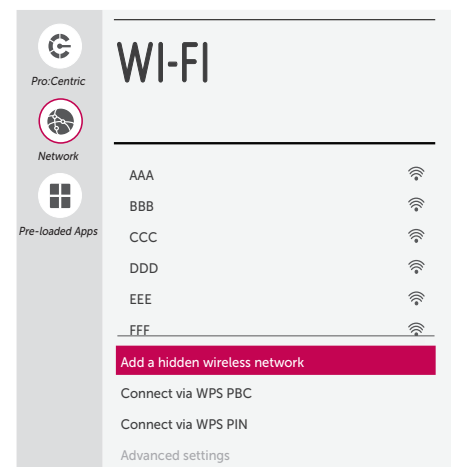 Pro:Centric
Network
Pre-loaded Apps
WI-FI
AAA
BBB
CCC
DDD
EEE
FFF
Add a hidden wireless network
Connect via WPS PBC
Connect via WPS PIN
Advanced settings